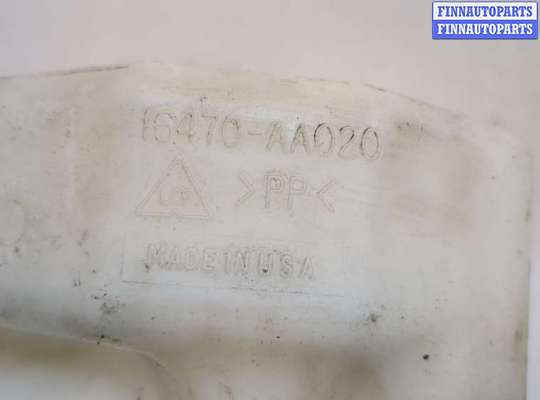 FINNAUTOPARTS
FINNAUTOPARTS
16470-AA020
>PP<
MADE IN USA